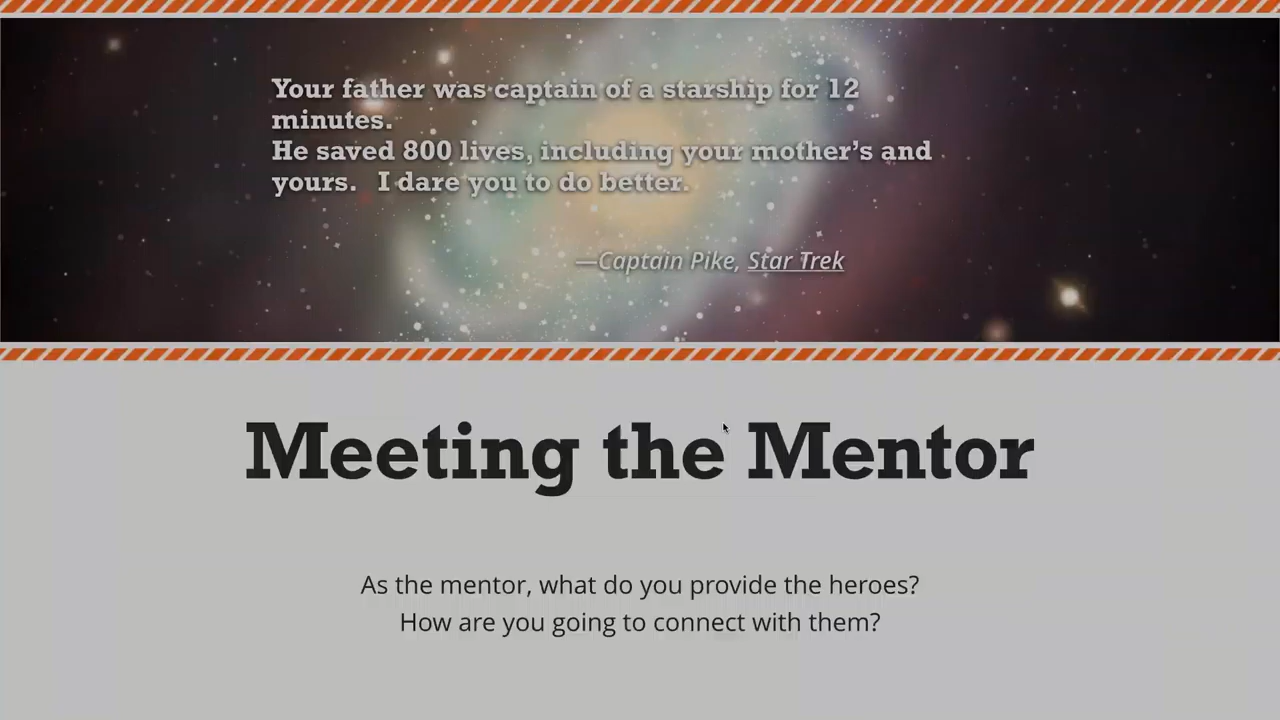 Your father was captain of a starship for 12
minutes.
He saved 800 lives, including your mother’s and
yours. I dare you to do better.
—Captain Pike, Star Trek
Meeting the Mentor
As the mentor, what do you provide the heroes?
How are you going to connect with them?